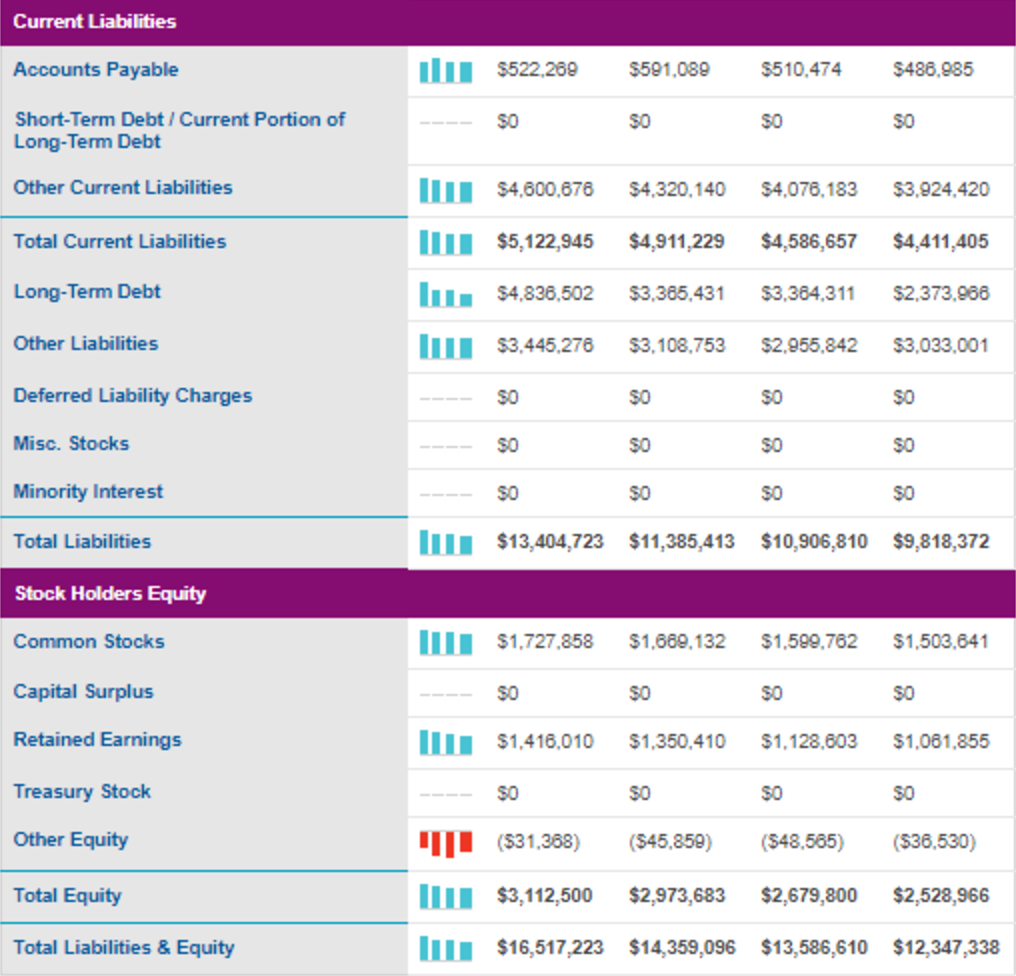 Current Liabilities
Accounts Payable $522,269 $591,089 $510,474 $486,985
Short-Term Debt / Current Portion of
Long-Term Debt $0 $0 $0 $0
Other Current Liabilities $4,600,676 $4,320,140 $4,076,183 $3,924,420
Total Current Liabilities $5,122,945 $4,911,229 $4,586,657 $4,411,405
Long-Term Debt $4,836,502 $3,365,431 $3,364,311 $2,373,966
Other Liabilities $3,445,276 $3,108,753 $2,955,842 $3,033,001
Deferred Liability Charges $0 $0 $0 $0
Misc. Stocks $0 $0 $0 $0
Minority Interest $0 $0 $0 $0
Total Liabilities $13,404,723 $11,385,413 $10,906,810 $9,818,372
Stock Holders Equity
Common Stocks $1,727,858 $1,669,132 $1,599,762 $1,503,641
Capital Surplus $0 $0 $0 $0
Retained Earnings $1,416,010 $1,350,410 $1,128,603 $1,061,855
Treasury Stock $0 $0 $0 $0
Other Equity ($31,368) ($45,859) ($48,565) ($36,530)
Total Equity $3,112,500 $2,973,683 $2,679,800 $2,528,966
Total Liabilities & Equity $16,517,223 $14,359,096 $13,586,610 $12,347,338